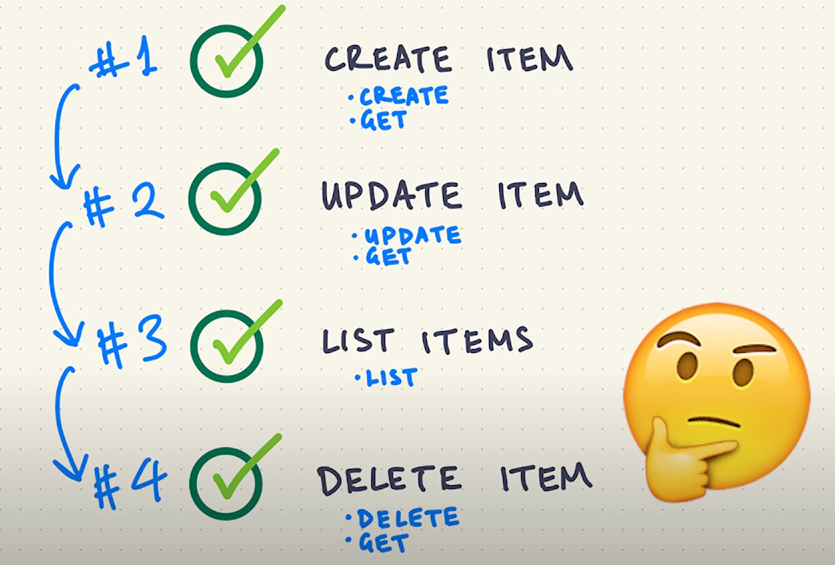 #1 CREATE ITEM
• CREATE
• GET
#2 UPDATE ITEM
• UPDATE
• GET
#3 LIST ITEMS
• LIST
#4 DELETE ITEM
• DELETE
• GET